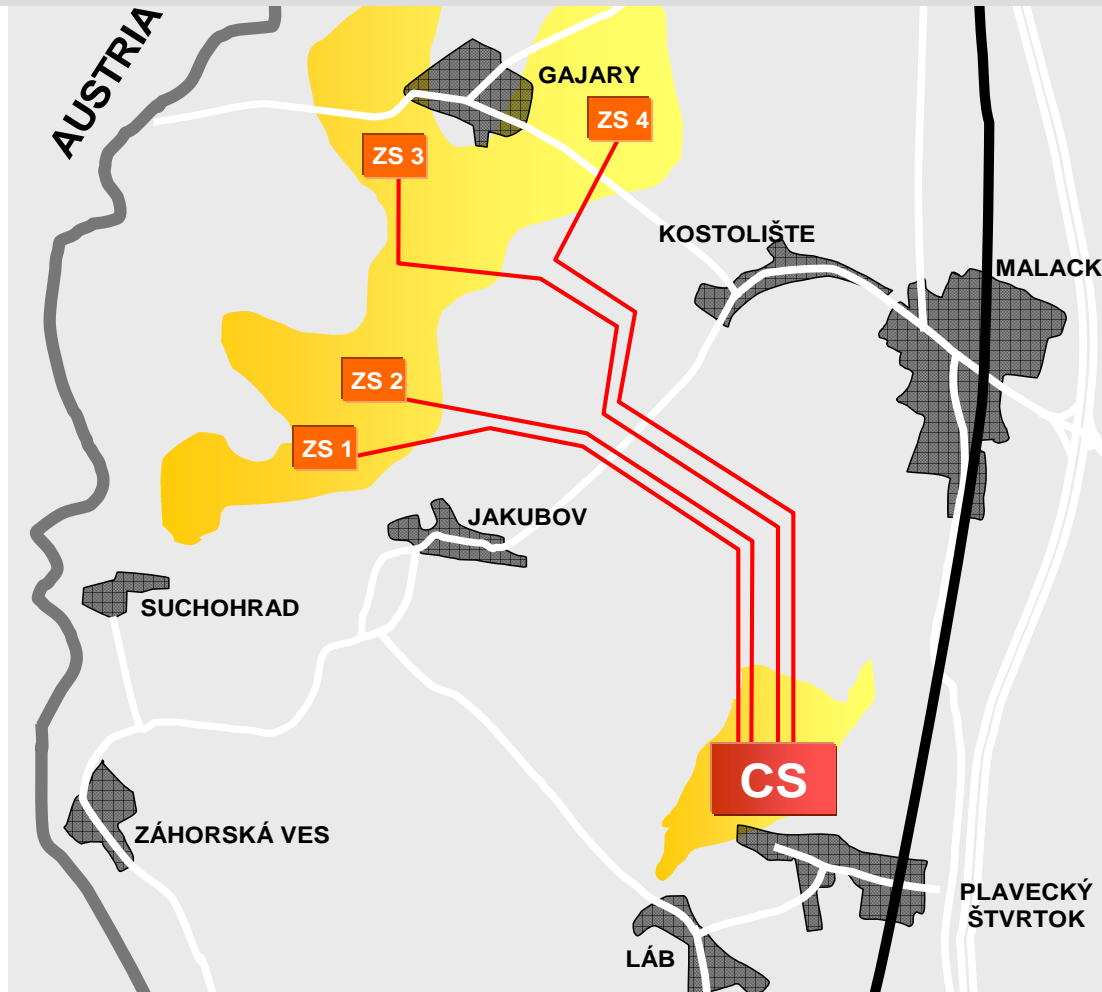 AUSTRIA
GAJARY
ZS 4
ZS 3
KOSTOLIŠTE
MALACK
ZS 2
ZS 1
JAKUBOV
SUCHOHRAD
CS
ZÁHORSKÁ VES
PLAVECKÝ
ŠTVRTOK
LÁB